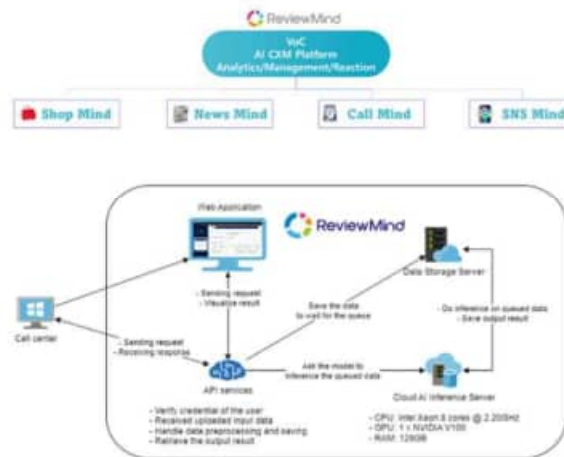 ReviewMind
VoC
AI CXM Platform
Analytics/Management/Reaction
Shop Mind
News Mind
Call Mind
SNS Mind
Web Application
ReviewMind
Data Storage Server
- Sending request
- Visualize result
Save the data
to wait for the queue
- Do inference on queued data
- Save output result
Call center
- Sending request
- Receiving response
Ask the model to
inference the queued data
API services
Cloud AI Inference Server
- Verify credential of the user
- Received uploaded input data
- Handle data preprocessing and saving
- Retrieve the output result
- CPU: Intel Xeon 8 cores @ 2.20GHz
- GPU: 1 x NVIDIA V100
- RAM: 128GB